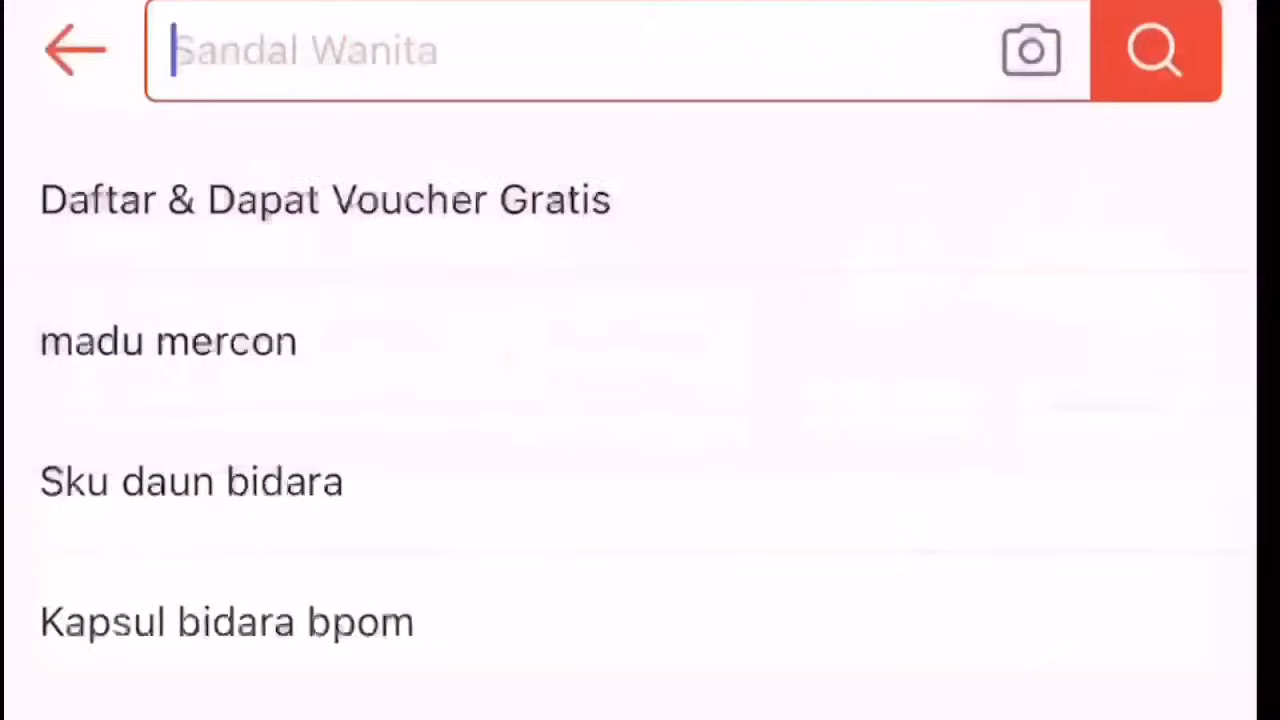 Sandal Wanita
Daftar & Dapat Voucher Gratis
madu mercon
Sku daun bidara
Kapsul bidara bpom